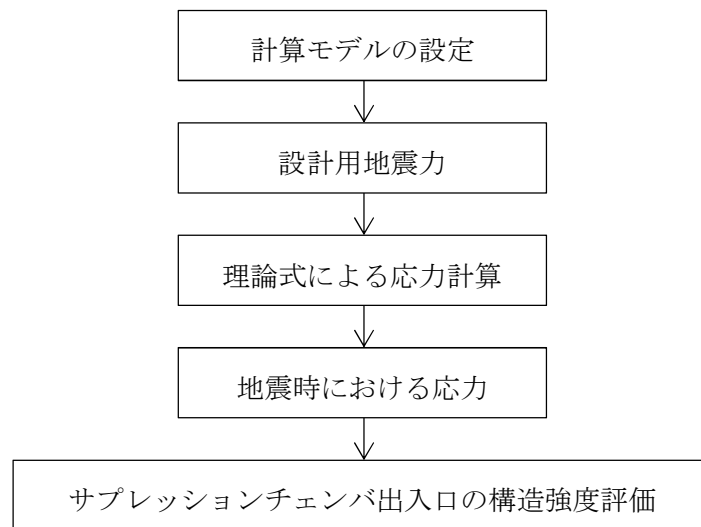 計算モデルの設定
設計用地震力
理論式による応力計算
地震時における応力
サプレッションチェンバ出入口の構造強度評価